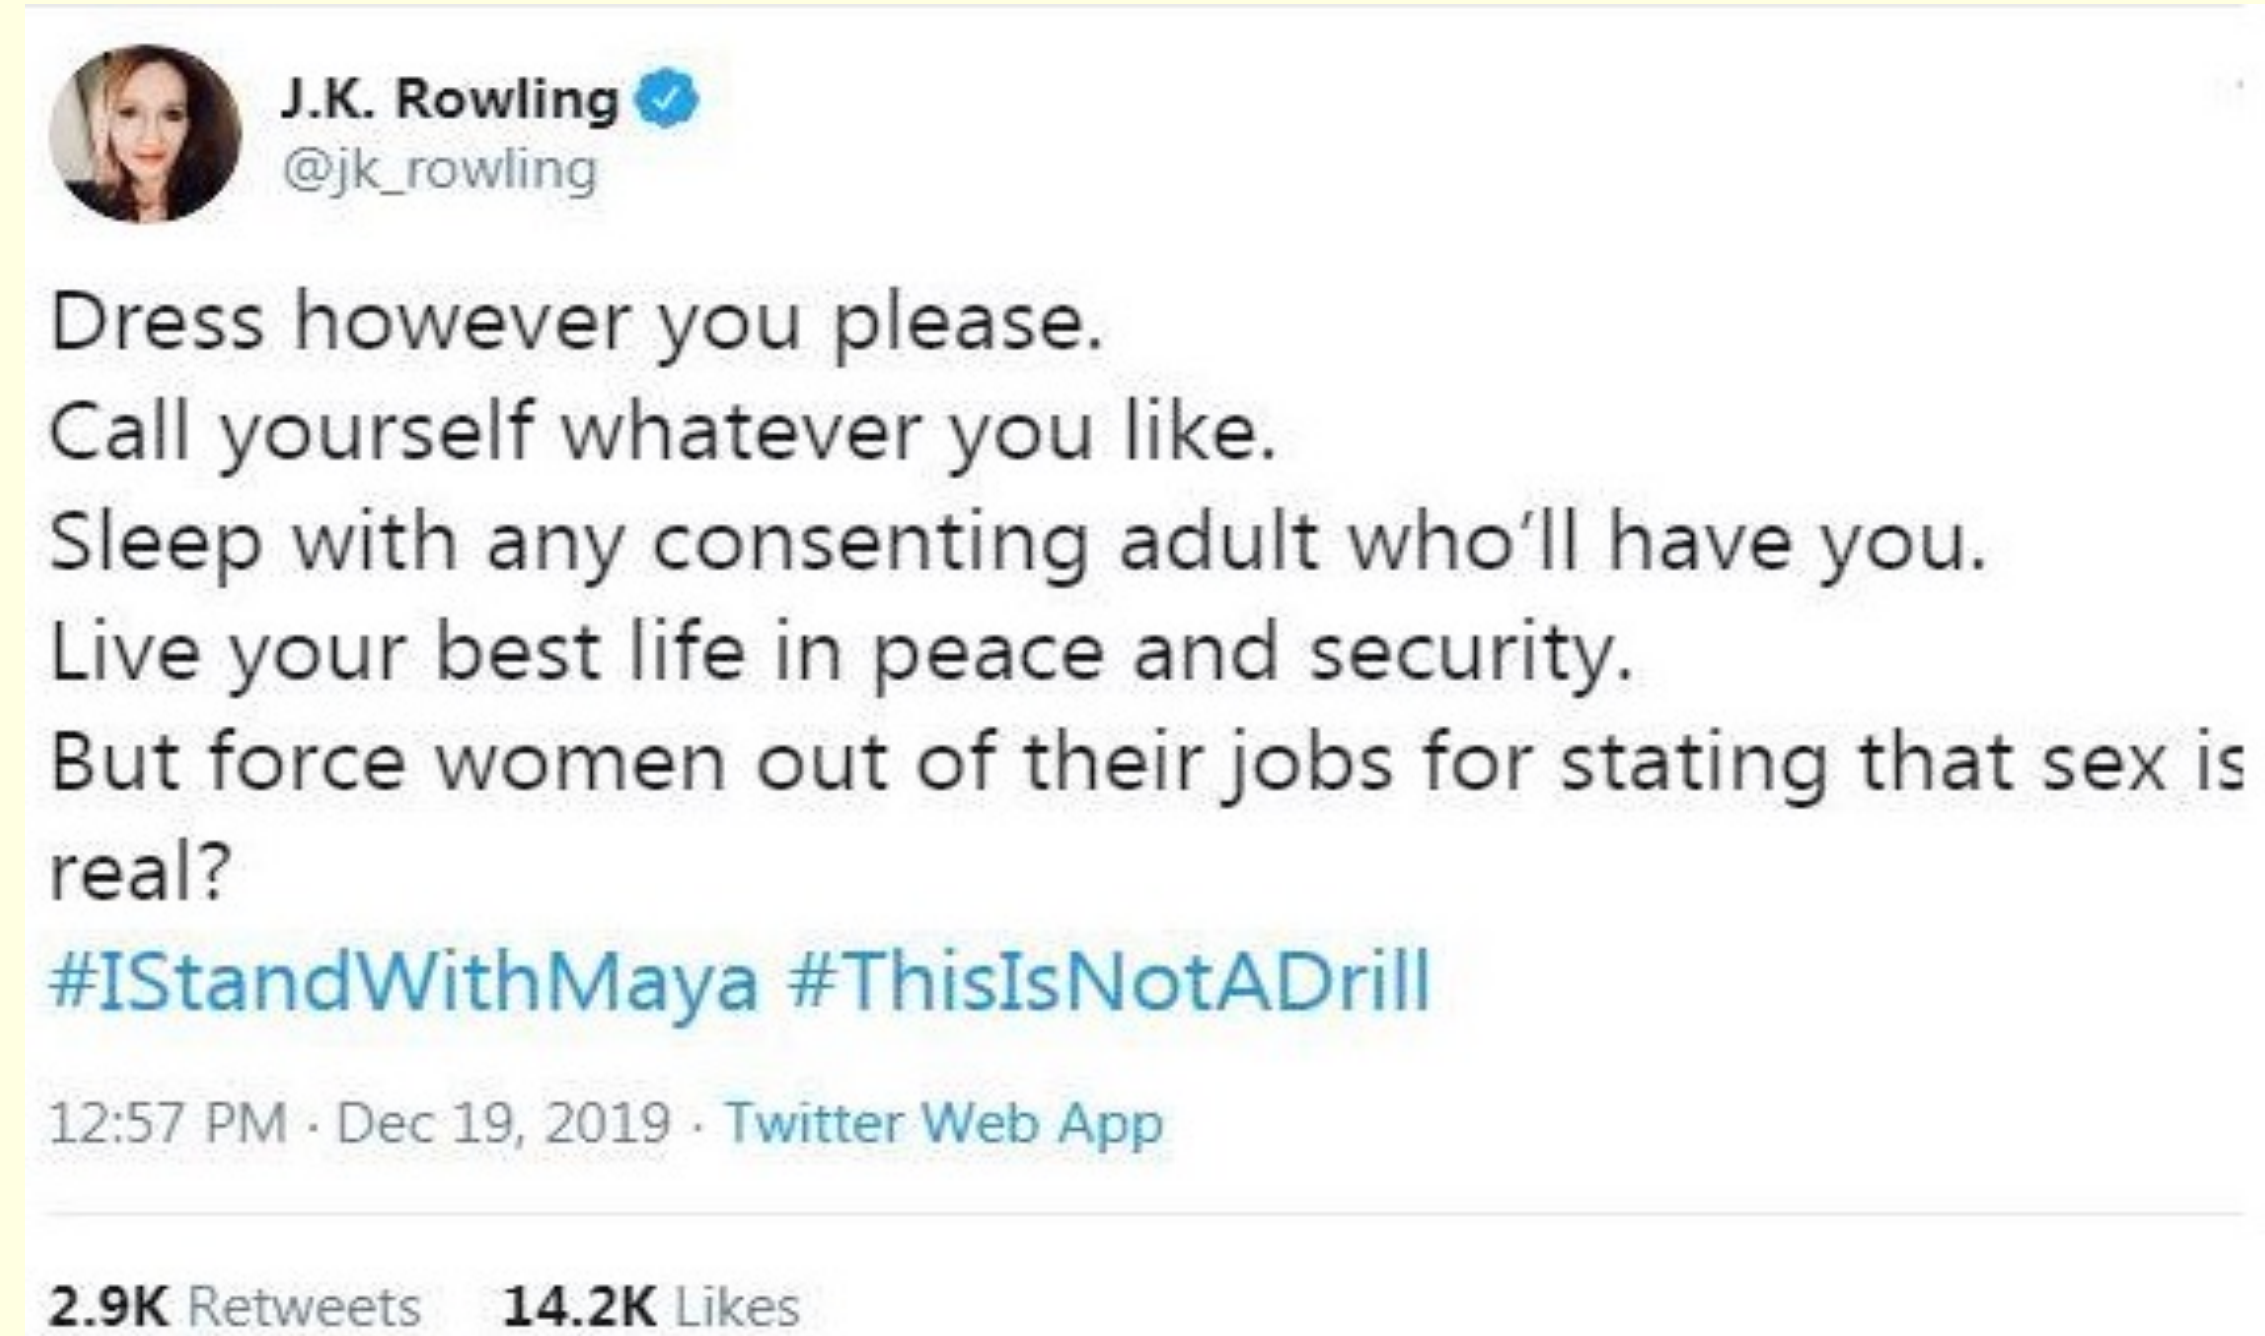 J.K. Rowling
@jk_rowling
Dress however you please.
Call yourself whatever you like.
Sleep with any consenting adult who’ll have you.
Live your best life in peace and security.
But force women out of their jobs for stating that sex is
real?
#IStandWithMaya #ThisIsNotADrill
12:57 PM · Dec 19, 2019 · Twitter Web App
2.9K Retweets 14.2K Likes